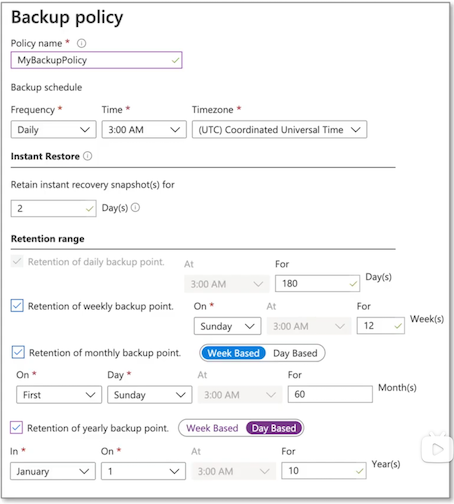 Backup policy
Policy name *
MyBackupPolicy
Backup schedule
Frequency * Time * Timezone *
Daily 3:00 AM (UTC) Coordinated Universal Time
Instant Restore
Retain instant recovery snapshot(s) for
2 Day(s)
Retention range
Retention of daily backup point. At For
3:00 AM 180 Day(s)
Retention of weekly backup point. On * At For
Sunday 3:00 AM 12 Week(s)
Retention of monthly backup point. Week Based Day Based
On * Day * At For
First Sunday 3:00 AM 60 Month(s)
Retention of yearly backup point. Week Based Day Based
In * On * At For
January 1 3:00 AM 10 Year(s)